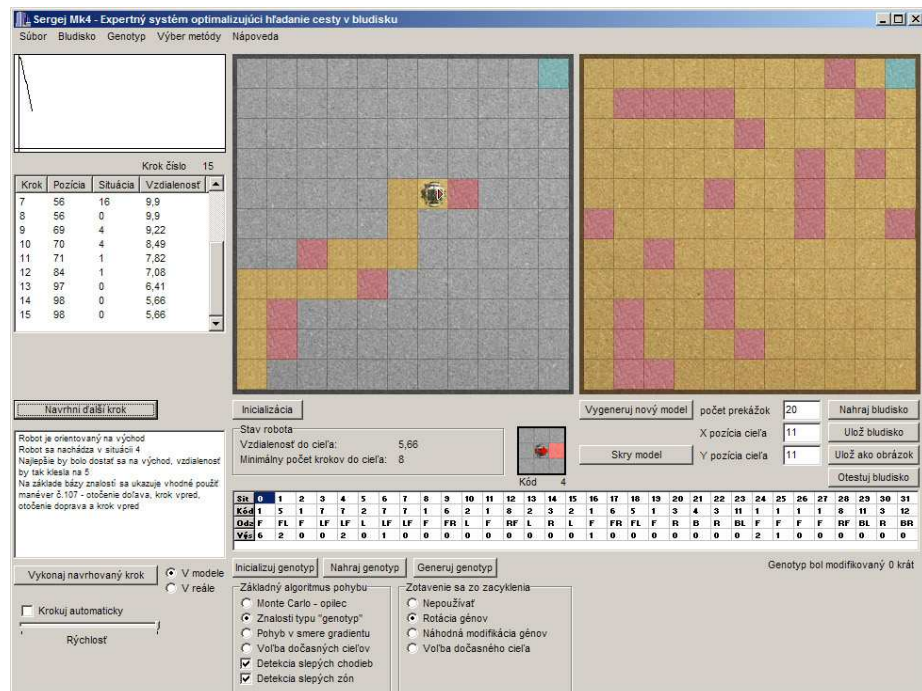 Sergej Mk4 - Expertný systém optimalizujúci hľadanie cesty v bludisku
Súbor Bludisko Genotyp Výber metódy Nápoveda
Krok číslo 15
Krok Pozícia Situácia Vzdialenosť
7 56 16 9,9
8 56 0 9,9
9 69 4 9,22
10 70 4 8,49
11 71 1 7,82
12 84 1 7,08
13 97 0 6,41
14 98 0 5,66
15 98 0 5,66
Navrhni ďalší krok
Robot je orientovaný na východ
Robot sa nachádza v situácii 4
Najlepšie by bolo dostať sa na východ, vzdialenosť
by tak klesla na 5
Na základe bázy znalostí sa ukazuje vhodné použiť
manéver č.107 - otočenie doľava, krok vpred,
otočenie doprava a krok vpred
Vykonaj navrhovaný krok
V modele
V reále
Krokuj automaticky
Rýchlosť
Inicializácia
Stav robota
Vzdialenosť do cieľa: 5,66
Minimálny počet krokov do cieľa: 8
Kód 4
Vygeneruj nový model
počet prekážok 20
Nahraj bludisko
X pozícia cieľa 11
Ulož bludisko
Skry model
Y pozícia cieľa 11
Ulož ako obrázok
Otestuj bludisko
Sit 0 1 2 3 4 5 6 7 8 9 10 11 12 13 14 15 16 17 18 19 20 21 22 23 24 25 26 27 28 29 30 31
Kód 1 5 1 7 7 2 7 7 1 6 2 1 8 2 3 2 1 6 5 1 3 4 3 11 1 1 1 1 8 11 3 12
Odz F FL F LF LF L LF LF F FR L F RF L R L F FR FL F R B R BL F F F F RF BL R BR
Výs 6 2 0 0 2 0 1 0 0 0 0 0 0 0 0 0 1 0 0 0 0 0 0 0 2 1 0 0 0 0 0 0
Inicializuj genotyp Nahraj genotyp Generuj genotyp
Genotyp bol modifikovaný 0 krát
Základný algoritmus pohybu
Monte Carlo - opilec
Znalosti typu "genotyp"
Pohyb v smere gradientu
Voľba dočasných cieľov
Detekcia slepých chodieb
Detekcia slepých zón
Zotavenie sa zo zacyklenia
Nepoužívať
Rotácia génov
Náhodná modifikácia génov
Voľba dočasného cieľa